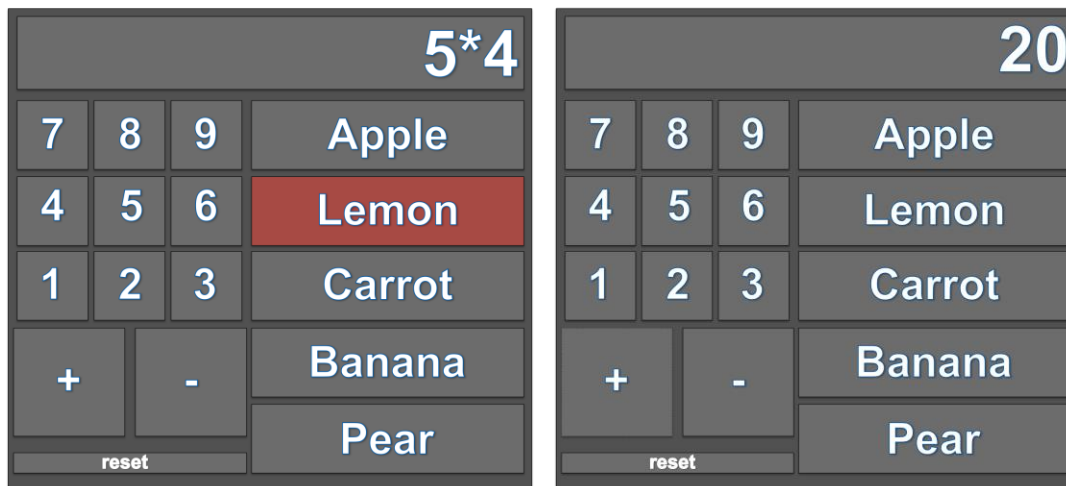 5*4
7 8 9 Apple
4 5 6 Lemon
1 2 3 Carrot
+ - Banana
Pear
reset
20
7 8 9 Apple
4 5 6 Lemon
1 2 3 Carrot
+ - Banana
Pear
reset